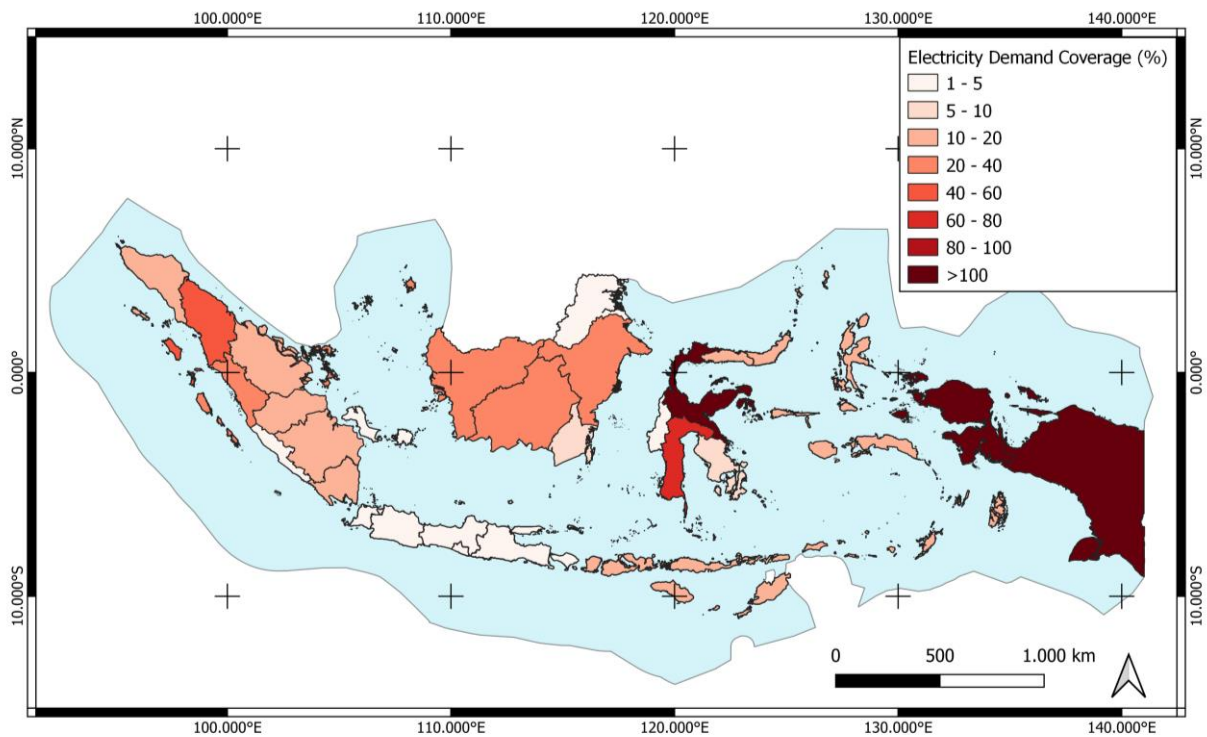 100.000°E 110.000°E 120.000°E 130.000°E 140.000°E
Electricity Demand Coverage (%)
1 - 5
5 - 10
10 - 20
20 - 40
40 - 60
60 - 80
80 - 100
>100
10.000°N 10.000°N
0.000° 0.000°
10.000°S 10.000°S
0 500 1.000 km
100.000°E 110.000°E 120.000°E 130.000°E 140.000°E